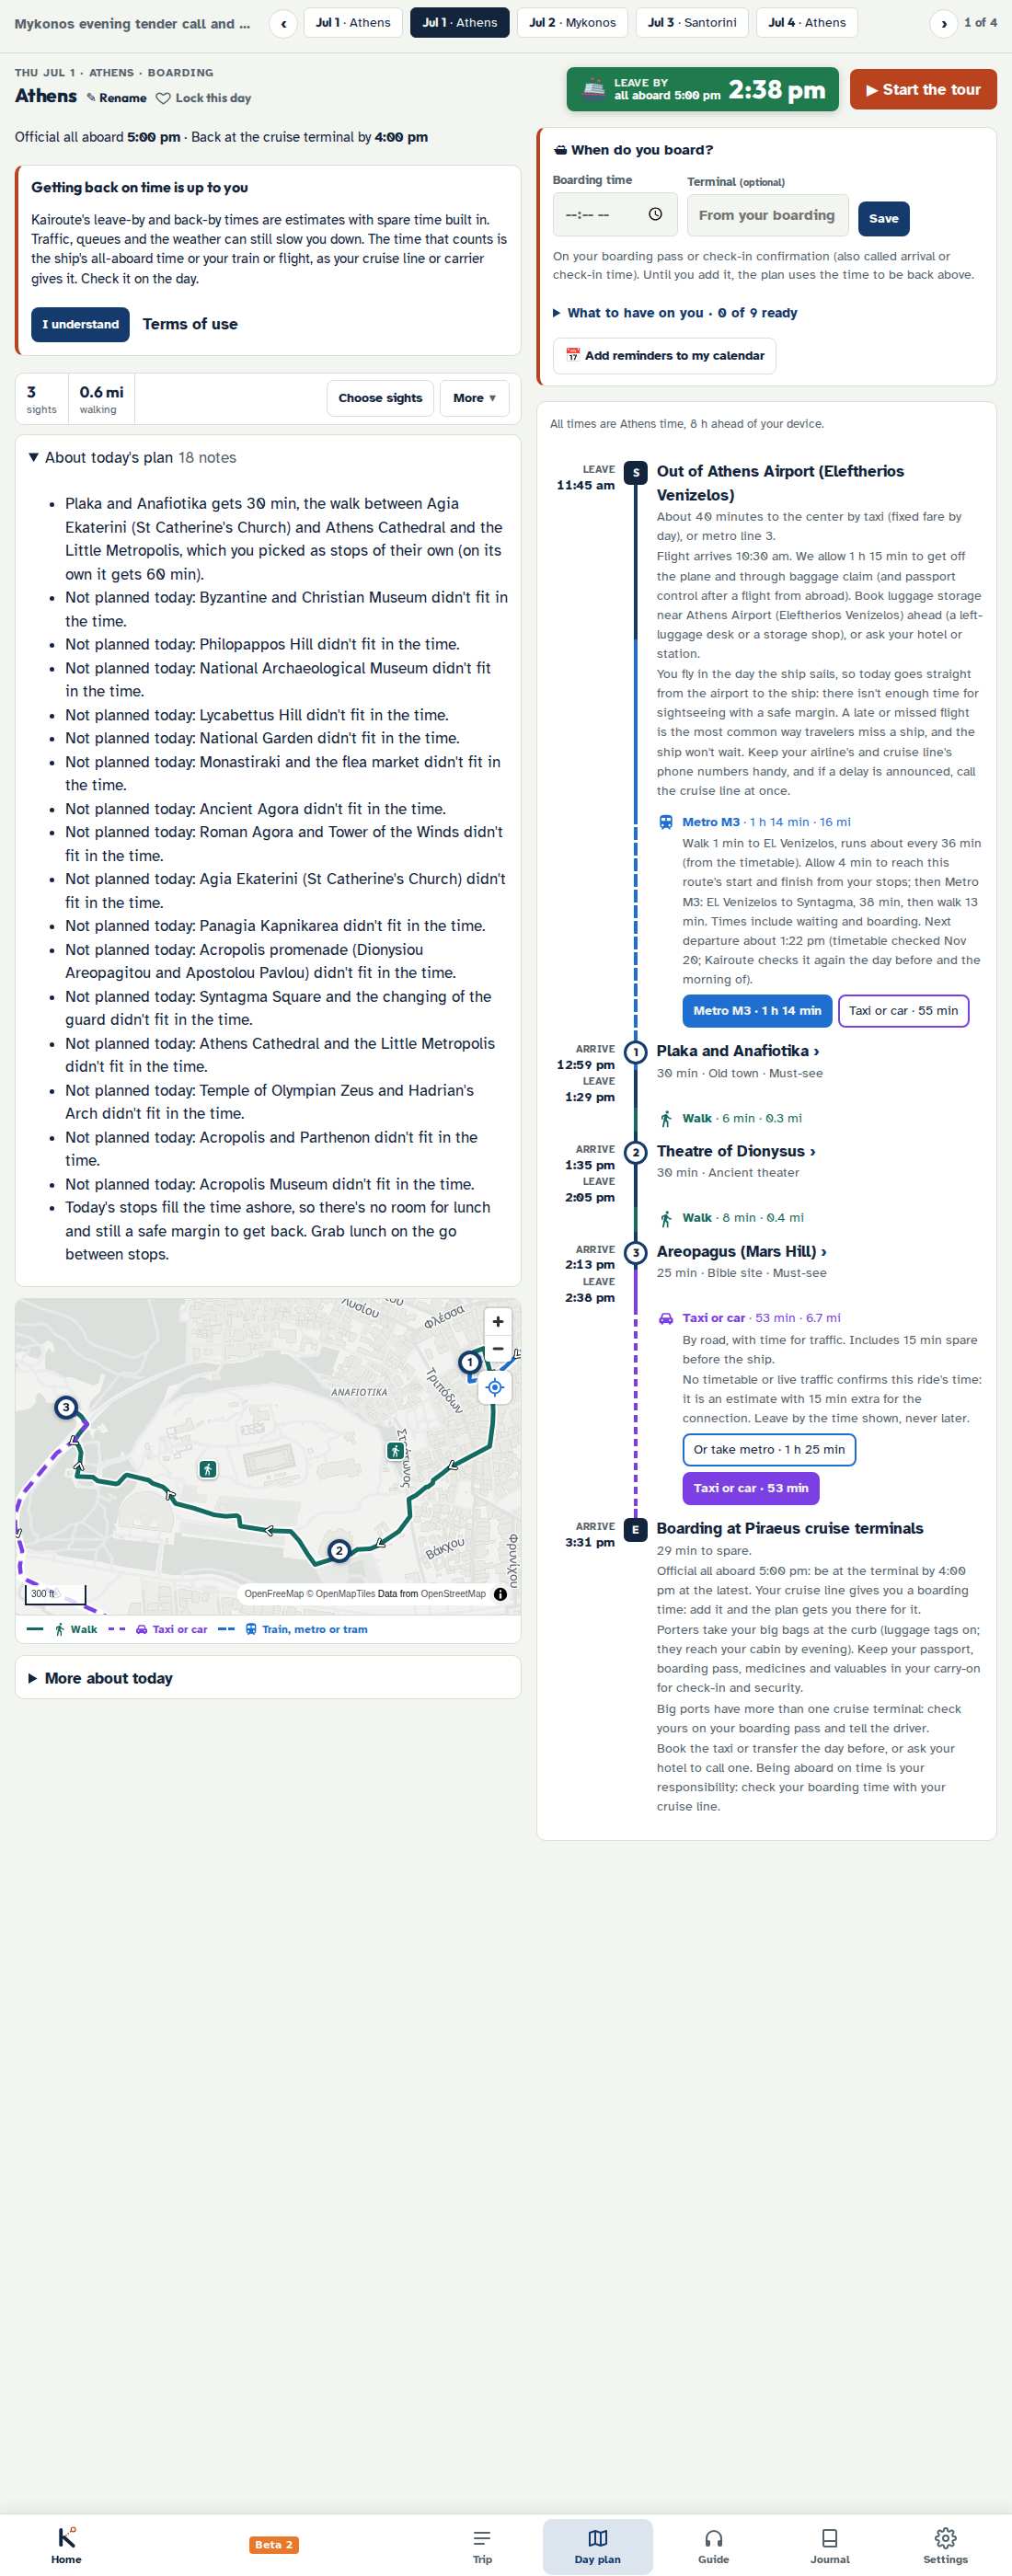 Mykonos evening tender call and ...
‹
Jul 1 · Athens
Jul 1 · Athens
Jul 2 · Mykonos
Jul 3 · Santorini
Jul 4 · Athens
›
1 of 4
THU JUL 1 · ATHENS · BOARDING
Athens
✎ Rename
Lock this day
LEAVE BY
all aboard 5:00 pm
2:38 pm
▶ Start the tour
Official all aboard 5:00 pm · Back at the cruise terminal by 4:00 pm
Getting back on time is up to you
Kairoute's leave-by and back-by times are estimates with spare time built in.
Traffic, queues and the weather can still slow you down. The time that counts is
the ship's all-aboard time or your train or flight, as your cruise line or carrier
gives it. Check it on the day.
I understand
Terms of use
3
sights
0.6 mi
walking
Choose sights
More ▼
▼ About today's plan 18 notes
• Plaka and Anafiotika gets 30 min, the walk between Agia
Ekaterini (St Catherine's Church) and Athens Cathedral and the
Little Metropolis, which you picked as stops of their own (on its
own it gets 60 min).
• Not planned today: Byzantine and Christian Museum didn't fit in
the time.
• Not planned today: Philopappos Hill didn't fit in the time.
• Not planned today: National Archaeological Museum didn't fit
in the time.
• Not planned today: Lycabettus Hill didn't fit in the time.
• Not planned today: National Garden didn't fit in the time.
• Not planned today: Monastiraki and the flea market didn't fit in
the time.
• Not planned today: Ancient Agora didn't fit in the time.
• Not planned today: Roman Agora and Tower of the Winds didn't
fit in the time.
• Not planned today: Agia Ekaterini (St Catherine's Church) didn't
fit in the time.
• Not planned today: Panagia Kapnikarea didn't fit in the time.
• Not planned today: Acropolis promenade (Dionysiou
Areopagitou and Apostolou Pavlou) didn't fit in the time.
• Not planned today: Syntagma Square and the changing of the
guard didn't fit in the time.
• Not planned today: Athens Cathedral and the Little Metropolis
didn't fit in the time.
• Not planned today: Temple of Olympian Zeus and Hadrian's
Arch didn't fit in the time.
• Not planned today: Acropolis and Parthenon didn't fit in the
time.
• Not planned today: Acropolis Museum didn't fit in the time.
• Today's stops fill the time ashore, so there's no room for lunch
and still a safe margin to get back. Grab lunch on the go
between stops.
Φλέσσα
Τριπόδων
ΑΝΑΦΙΟΤΙΚΑ
Βάκχου
Φρυνίχου
1
2
3
+
−
300 ft
OpenFreeMap © OpenMapTiles Data from OpenStreetMap
Walk
Taxi or car
Train, metro or tram
▶ More about today
When do you board?
Boarding time
Terminal (optional)
--:-- --
From your boarding
Save
On your boarding pass or check-in confirmation (also called arrival or
check-in time). Until you add it, the plan uses the time to be back above.
▶ What to have on you · 0 of 9 ready
Add reminders to my calendar
All times are Athens time, 8 h ahead of your device.
LEAVE
11:45 am
S
Out of Athens Airport (Eleftherios
Venizelos)
About 40 minutes to the center by taxi (fixed fare by
day), or metro line 3.
Flight arrives 10:30 am. We allow 1 h 15 min to get off
the plane and through baggage claim (and passport
control after a flight from abroad). Book luggage storage
near Athens Airport (Eleftherios Venizelos) ahead (a left-
luggage desk or a storage shop), or ask your hotel or
station.
You fly in the day the ship sails, so today goes straight
from the airport to the ship: there isn't enough time for
sightseeing with a safe margin. A late or missed flight
is the most common way travelers miss a ship, and the
ship won't wait. Keep your airline's and cruise line's
phone numbers handy, and if a delay is announced, call
the cruise line at once.
Metro M3 · 1 h 14 min · 16 mi
Walk 1 min to EL Venizelos, runs about every 36 min
(from the timetable). Allow 4 min to reach this
route's start and finish from your stops; then Metro
M3: EL Venizelos to Syntagma, 38 min, then walk 13
min. Times include waiting and boarding. Next
departure about 1:22 pm (timetable checked Nov
20; Kairoute checks it again the day before and the
morning of).
Metro M3 · 1 h 14 min
Taxi or car · 55 min
ARRIVE
12:59 pm
LEAVE
1:29 pm
1
Plaka and Anafiotika ›
30 min · Old town · Must-see
Walk · 6 min · 0.3 mi
ARRIVE
1:35 pm
LEAVE
2:05 pm
2
Theatre of Dionysus ›
30 min · Ancient theater
Walk · 8 min · 0.4 mi
ARRIVE
2:13 pm
LEAVE
2:38 pm
3
Areopagus (Mars Hill) ›
25 min · Bible site · Must-see
Taxi or car · 53 min · 6.7 mi
By road, with time for traffic. Includes 15 min spare
before the ship.
No timetable or live traffic confirms this ride's time:
it is an estimate with 15 min extra for the
connection. Leave by the time shown, never later.
Or take metro · 1 h 25 min
Taxi or car · 53 min
ARRIVE
3:31 pm
E
Boarding at Piraeus cruise terminals
29 min to spare.
Official all aboard 5:00 pm: be at the terminal by 4:00
pm at the latest. Your cruise line gives you a boarding
time: add it and the plan gets you there for it.
Porters take your big bags at the curb (luggage tags on;
they reach your cabin by evening). Keep your passport,
boarding pass, medicines and valuables in your carry-on
for check-in and security.
Big ports have more than one cruise terminal: check
yours on your boarding pass and tell the driver.
Book the taxi or transfer the day before, or ask your
hotel to call one. Being aboard on time is your
responsibility: check your boarding time with your
cruise line.
Home
Beta 2
Trip
Day plan
Guide
Journal
Settings